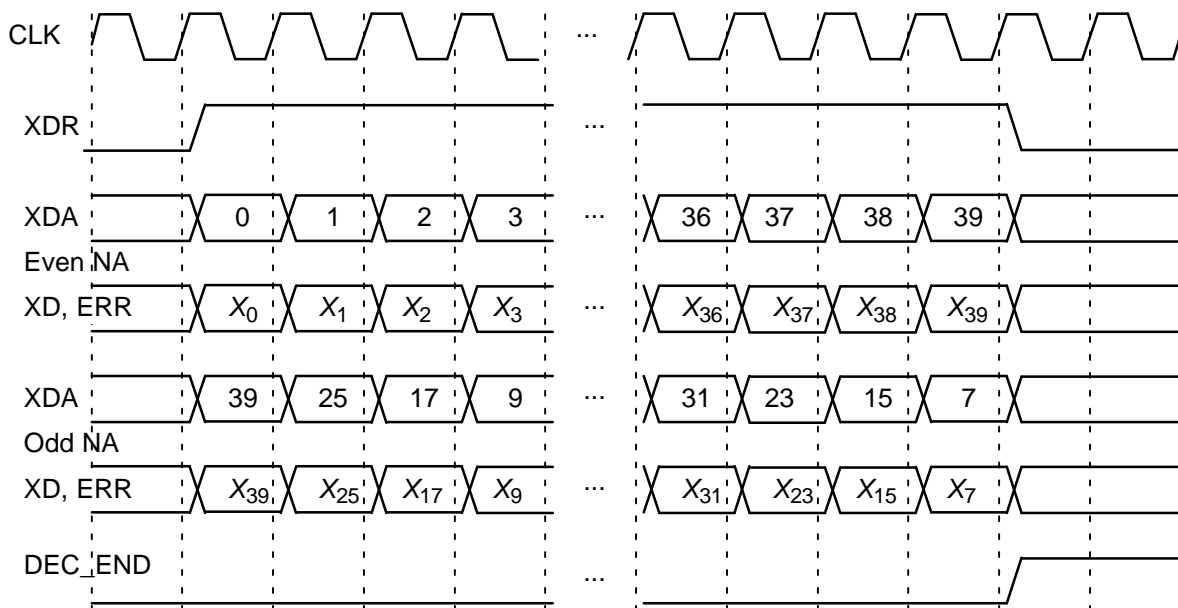 CLK ...
XDR ...
XDA 0 1 2 3 ... 36 37 38 39
Even NA
XD, ERR X0 X1 X2 X3 ... X36 X37 X38 X39
XDA 39 25 17 9 ... 31 23 15 7
Odd NA
XD, ERR X39 X25 X17 X9 ... X31 X23 X15 X7
DEC_END ...